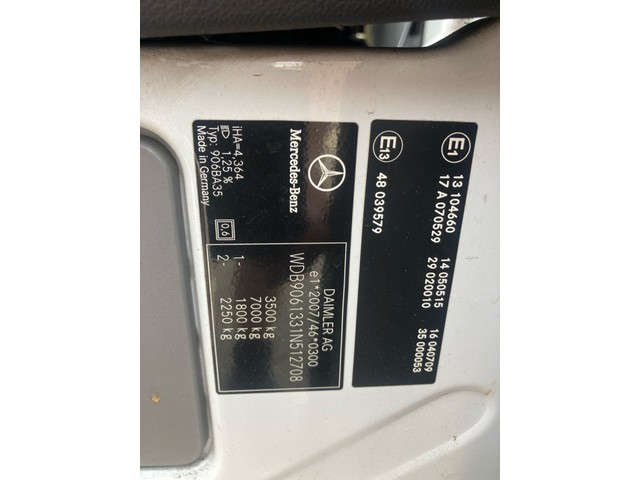 E1
13 104660
14 050515
16 040709
17 A 070529
29 020010
35 000053
E13
48 039579
Mercedes-Benz
DAIMLER AG
e1*2007/46*0300
WDB9061331N512708
3500 kg
7000 kg
1- 1800 kg
2- 2250 kg
iHA=4,364
1,25 %
0,6
Typ: 906BA35
Made in Germany